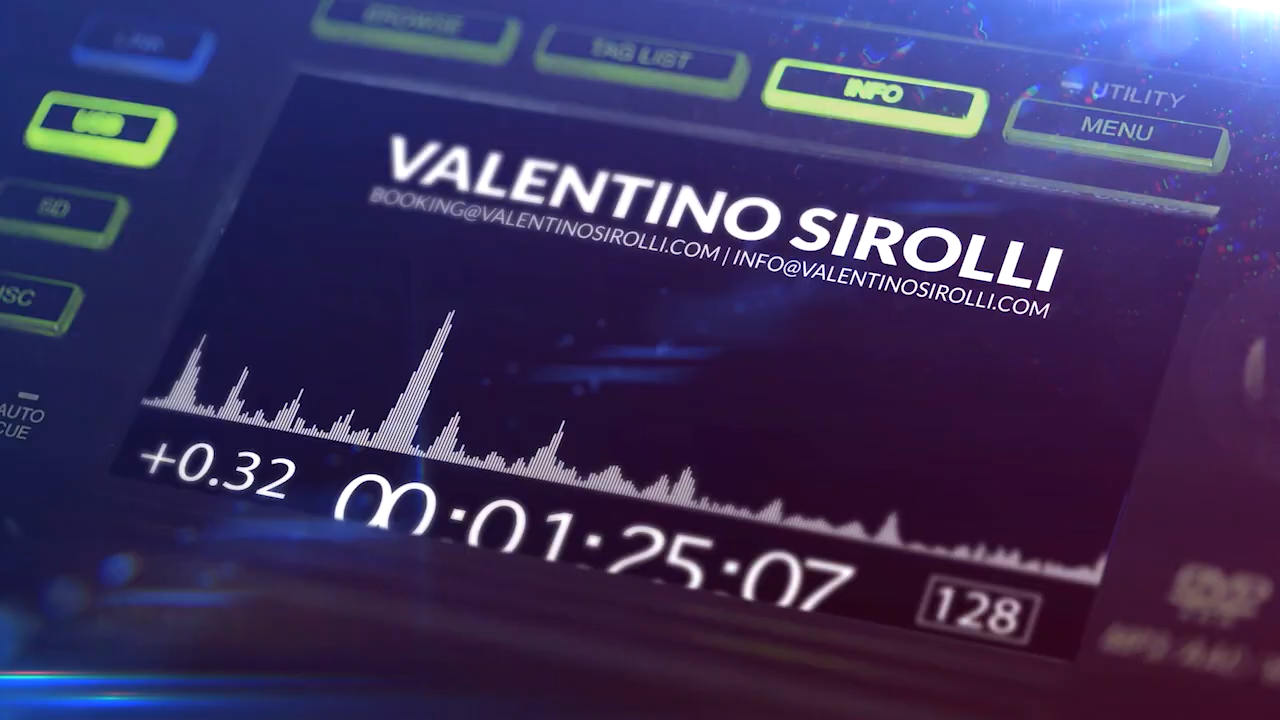 BROWSE
TAG LIST
INFO
UTILITY
MENU
USB
SD
AUTO
CUE
VALENTINO SIROLLI
BOOKING@VALENTINOSIROLLI.COM | INFO@VALENTINOSIROLLI.COM
+0.32
00:01:25:07
128